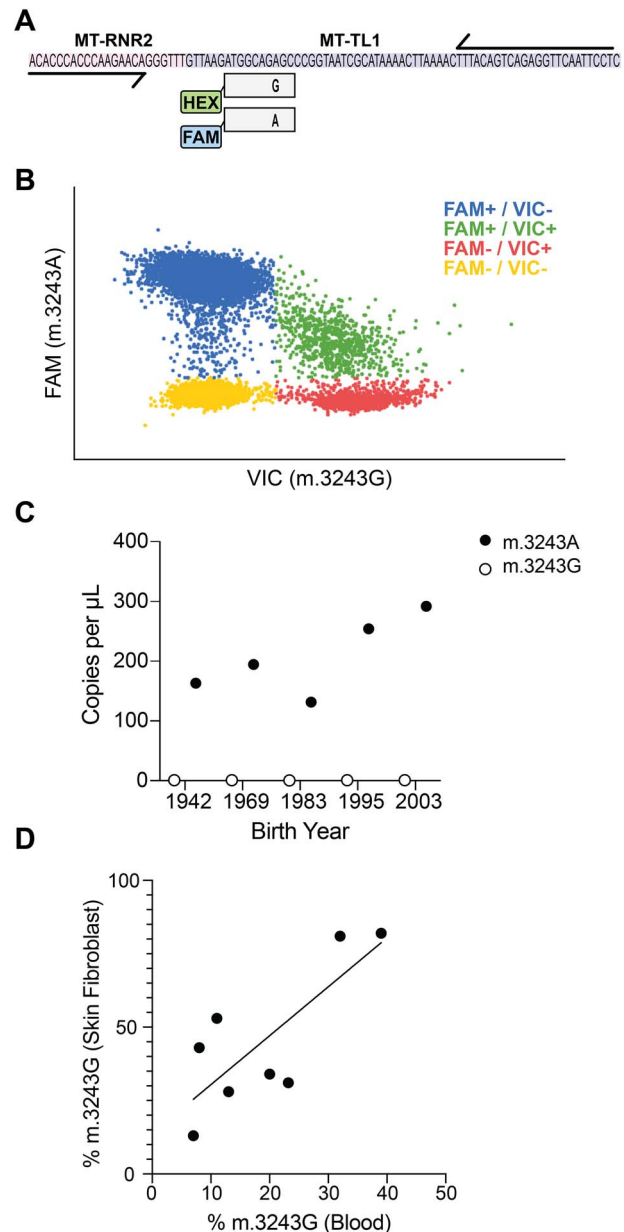 A
MT-RNR2 MT-TL1
ACACCCACCCAAGAACAGGGTTTGTTAAGATGGCAGAGCCCGGTAATCGCATAAAACTTAAAACTTTACAGTCAGAGGTTCAATTCCTC
G
HEX
A
FAM
B
FAM+ / VIC-
FAM+ / VIC+
FAM- / VIC+
FAM- / VIC-
FAM (m.3243A)
VIC (m.3243G)
C
400
300
200
100
0
Copies per µL
m.3243A
m.3243G
1942 1969 1983 1995 2003
Birth Year
D
100
50
0
% m.3243G (Skin Fibroblast)
0 10 20 30 40 50
% m.3243G (Blood)